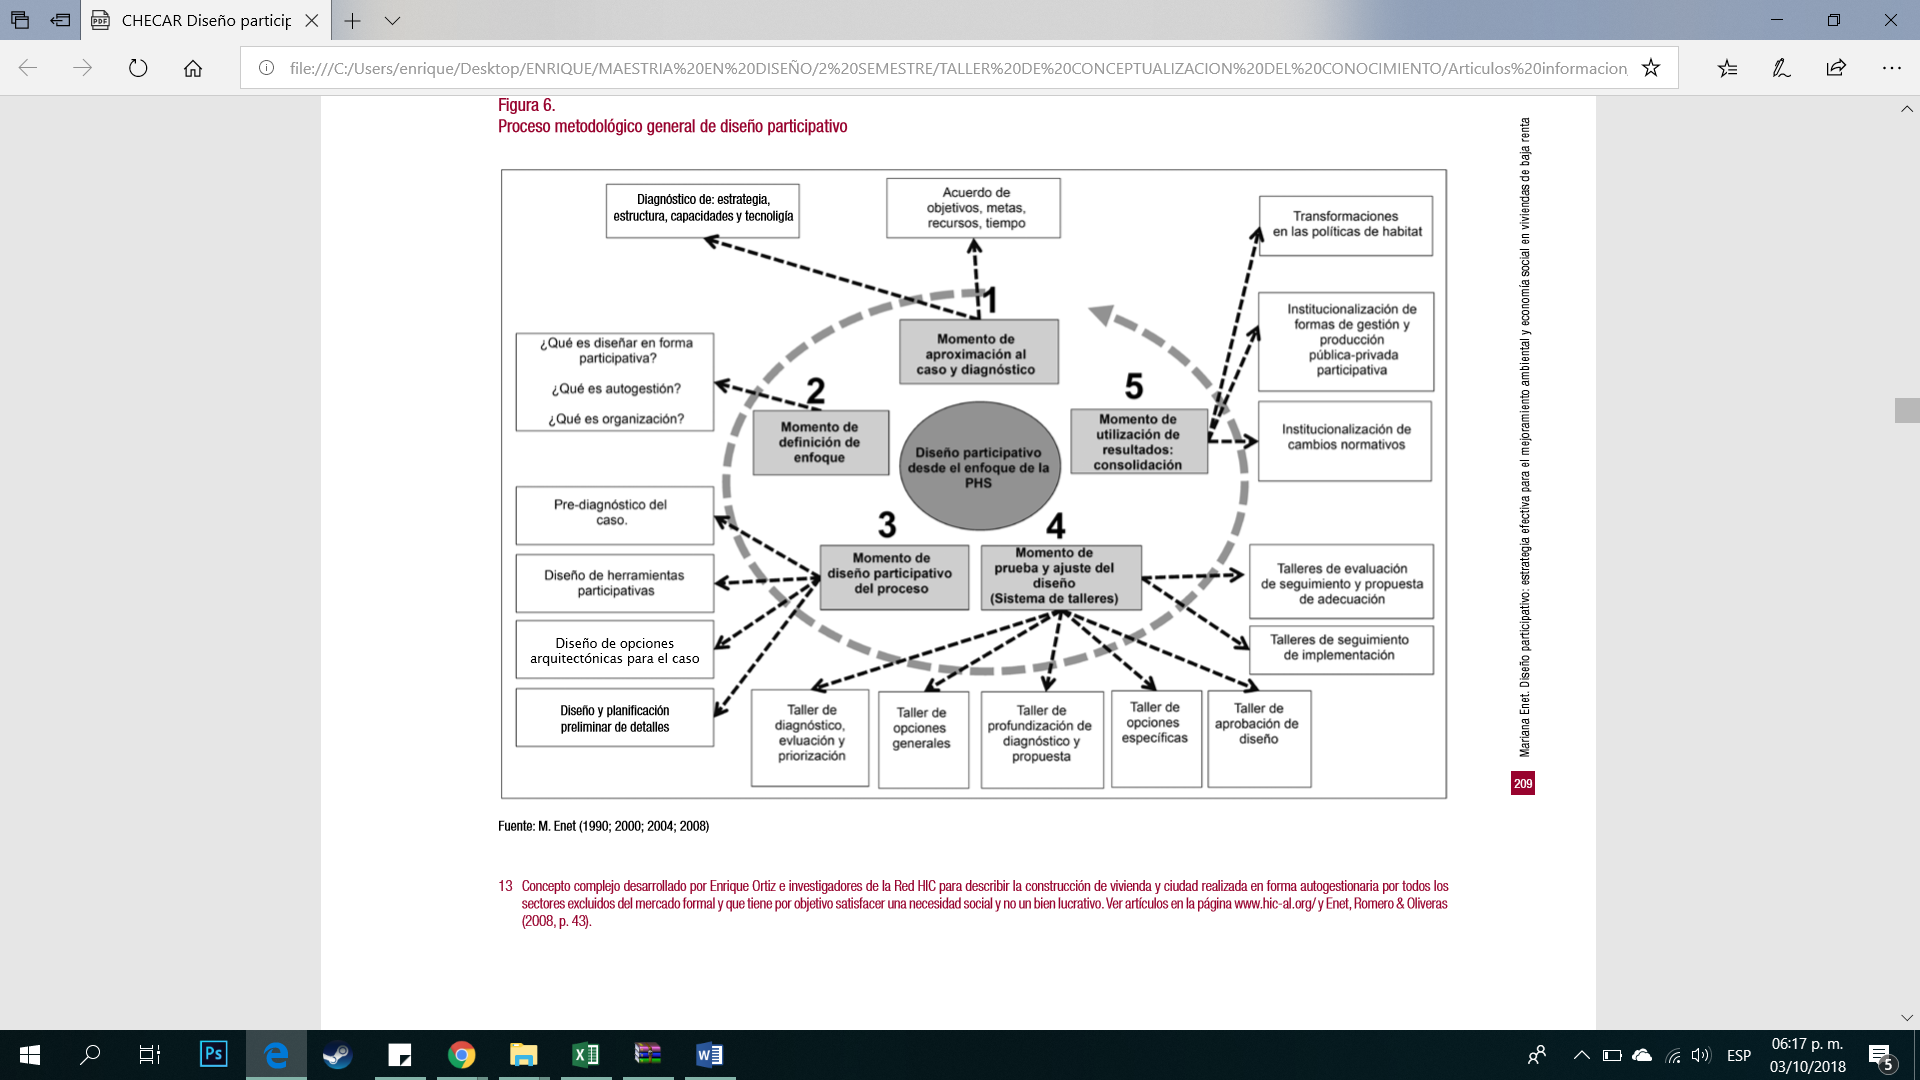 CHECAR Diseño particip
file:///C:/Users/enrique/Desktop/ENRIQUE/MAESTRIA%20EN%20DISEÑO/2%20SEMESTRE/TALLER%20DE%20CONCEPTUALIZACION%20DEL%20CONOCIMIENTO/Articulos%20informacion
Figura 6.
Proceso metodológico general de diseño participativo
Diagnóstico de: estrategia,
estructura, capacidades y tecnoligía
Acuerdo de
objetivos, metas,
recursos, tiempo
Transformaciones
en las políticas de habitat
Institucionalización de
formas de gestión y
producción
pública-privada
participativa
Institucionalización de
cambios normativos
1
Momento de
aproximación al
caso y diagnóstico
¿Qué es diseñar en forma
participativa?
¿Qué es autogestión?
¿Qué es organización?
2
Momento de
definición de
enfoque
5
Momento de
utilización de
resultados:
consolidación
Diseño participativo
desde el enfoque de la
PHS
Pre-diagnóstico del
caso.
Diseño de herramientas
participativas
Diseño de opciones
arquitectónicas para el caso
Diseño y planificación
preliminar de detalles
3
Momento de
diseño participativo
del proceso
4
Momento de
prueba y ajuste del
diseño
(Sistema de talleres)
Talleres de evaluación
de seguimiento y propuesta
de adecuación
Talleres de seguimiento
de implementación
Taller de
diagnóstico,
evluación y
priorización
Taller de
opciones
generales
Taller de
profundización de
diagnóstico y
propuesta
Taller de
opciones
específicas
Taller de
aprobación de
diseño
Mariana Enet. Diseño participativo: estrategia efectiva para el mejoramiento ambiental y economía social en viviendas de baja renta
209
Fuente: M. Enet (1990; 2000; 2004; 2008)
13 Concepto complejo desarrollado por Enrique Ortiz e investigadores de la Red HIC para describir la construcción de vivienda y ciudad realizada en forma autogestionaria por todos los
sectores excluidos del mercado formal y que tiene por objetivo satisfacer una necesidad social y no un bien lucrativo. Ver artículos en la página www.hic-al.org/ y Enet, Romero & Oliveras
(2008, p. 43).
Ps
ESP
06:17 p. m.
03/10/2018
5